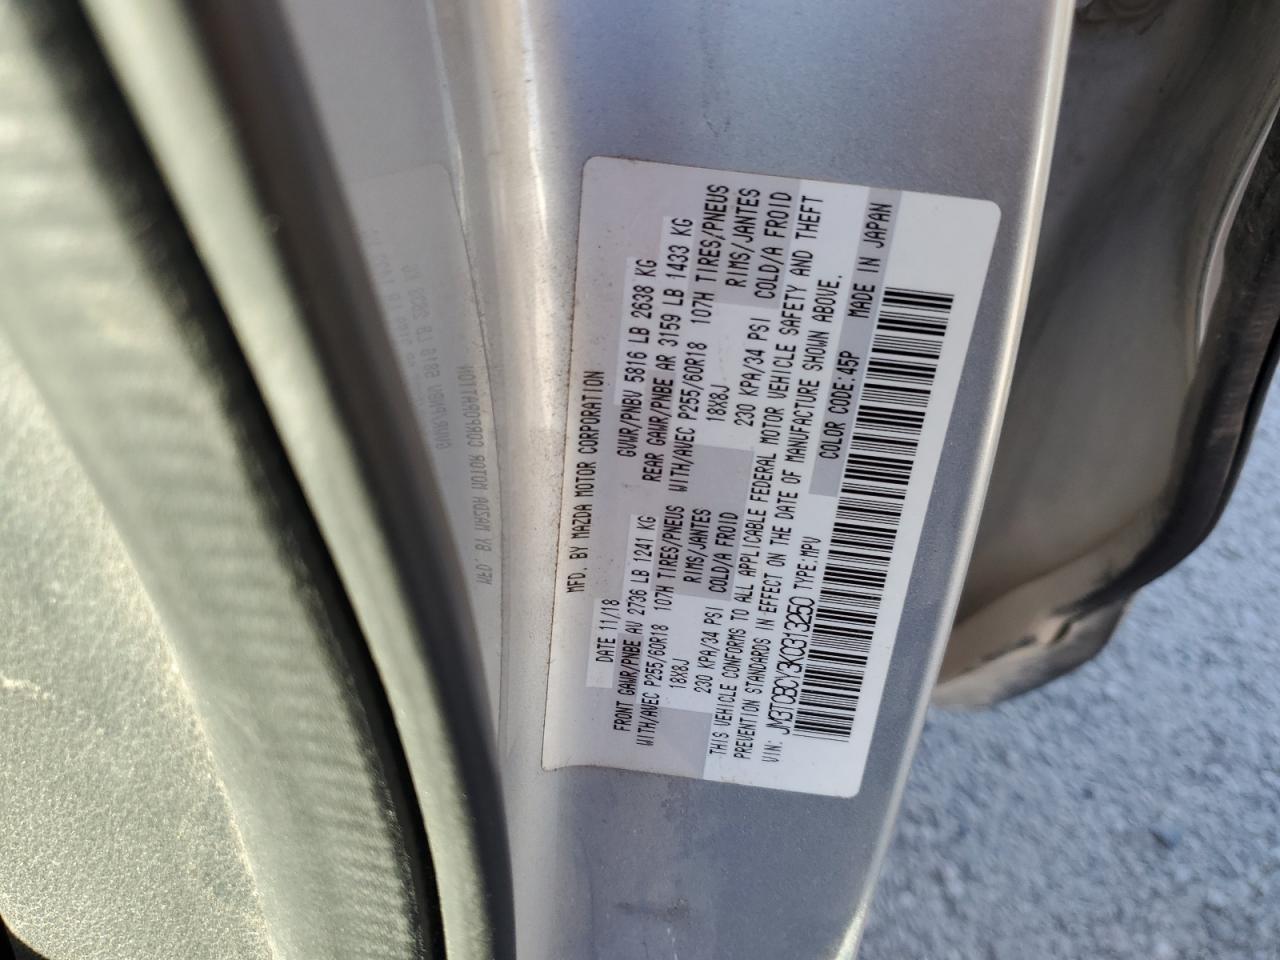 MFD. BY MAZDA MOTOR CORPORATION
DATE 11/18 GVWR/PNBV 5816 LB 2638 KG
FRONT GAWR/PNBE AV 2736 LB 1241 KG REAR GAWR/PNBE AR 3159 LB 1433 KG
WITH/AVEC P255/60R18 107H TIRES/PNEUS WITH/AVEC P255/60R18 107H TIRES/PNEUS
18X8J RIMS/JANTES 18X8J RIMS/JANTES
230 KPA/34 PSI COLD/A FROID 230 KPA/34 PSI COLD/A FROID
THIS VEHICLE CONFORMS TO ALL APPLICABLE FEDERAL MOTOR VEHICLE SAFETY AND THEFT
PREVENTION STANDARDS IN EFFECT ON THE DATE OF MANUFACTURE SHOWN ABOVE.
VIN: JM3TCBCY3K0313250 TYPE:MPV COLOR CODE:45P MADE IN JAPAN